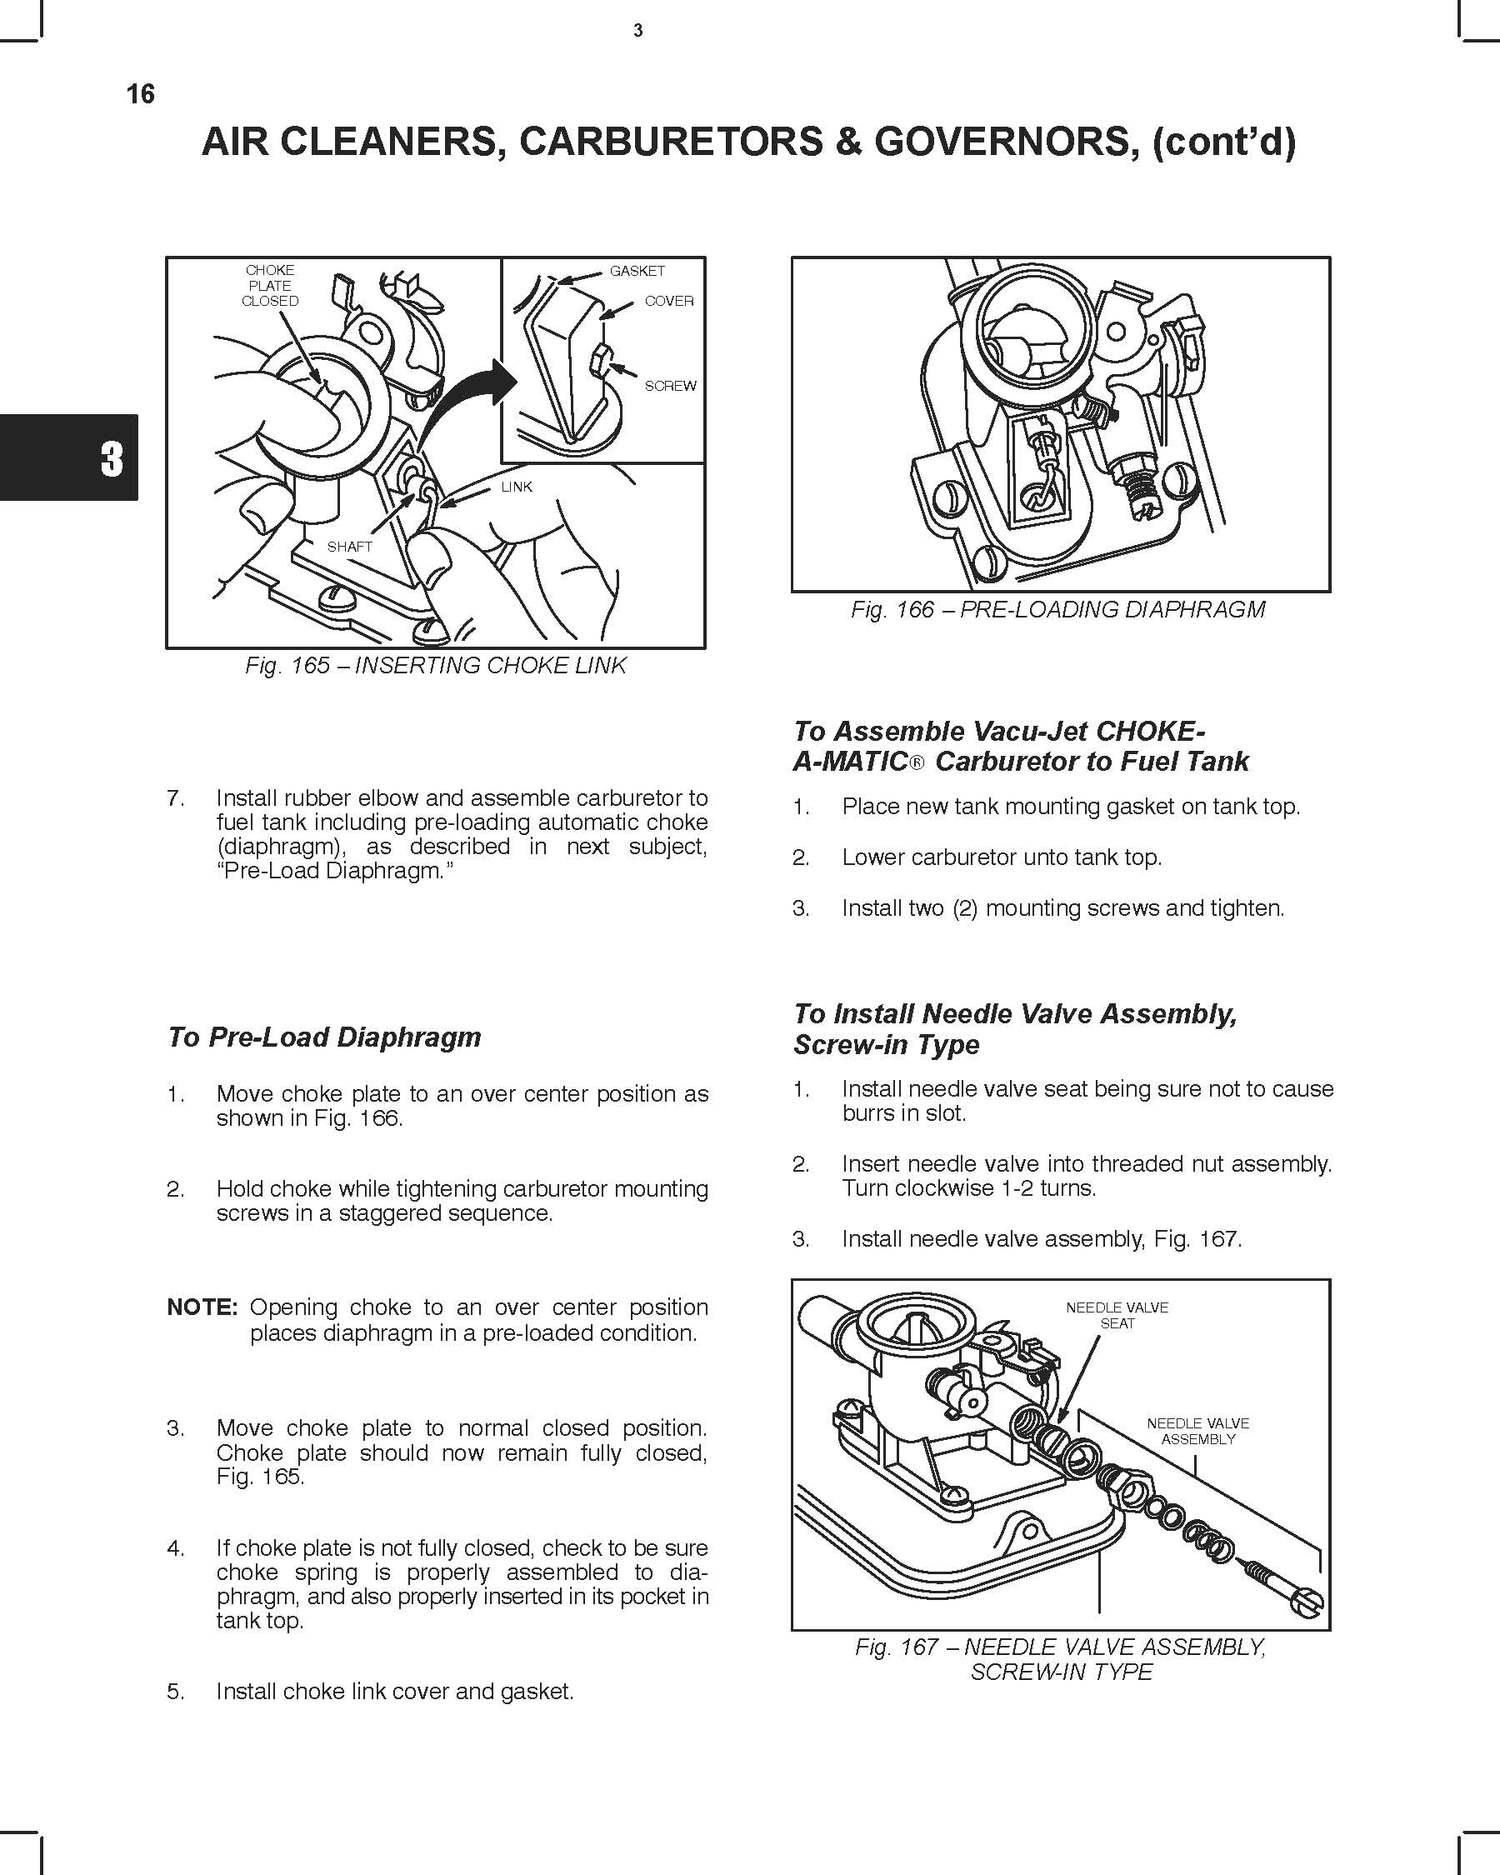 3
16
AIR CLEANERS, CARBURETORS & GOVERNORS, (cont’d)
3
CHOKE
PLATE
CLOSED
GASKET
COVER
SCREW
LINK
SHAFT
Fig. 165 – INSERTING CHOKE LINK
7. Install rubber elbow and assemble carburetor to
fuel tank including pre-loading automatic choke
(diaphragm), as described in next subject,
“Pre-Load Diaphragm.”
To Pre-Load Diaphragm
1. Move choke plate to an over center position as
shown in Fig. 166.
2. Hold choke while tightening carburetor mounting
screws in a staggered sequence.
NOTE: Opening choke to an over center position
places diaphragm in a pre-loaded condition.
3. Move choke plate to normal closed position.
Choke plate should now remain fully closed,
Fig. 165.
4. If choke plate is not fully closed, check to be sure
choke spring is properly assembled to dia-
phragm, and also properly inserted in its pocket in
tank top.
5. Install choke link cover and gasket.
Fig. 166 – PRE-LOADING DIAPHRAGM
To Assemble Vacu-Jet CHOKE-
A-MATIC® Carburetor to Fuel Tank
1. Place new tank mounting gasket on tank top.
2. Lower carburetor unto tank top.
3. Install two (2) mounting screws and tighten.
To Install Needle Valve Assembly,
Screw-in Type
1. Install needle valve seat being sure not to cause
burrs in slot.
2. Insert needle valve into threaded nut assembly.
Turn clockwise 1-2 turns.
3. Install needle valve assembly, Fig. 167.
NEEDLE VALVE
SEAT
NEEDLE VALVE
ASSEMBLY
Fig. 167 – NEEDLE VALVE ASSEMBLY,
SCREW-IN TYPE